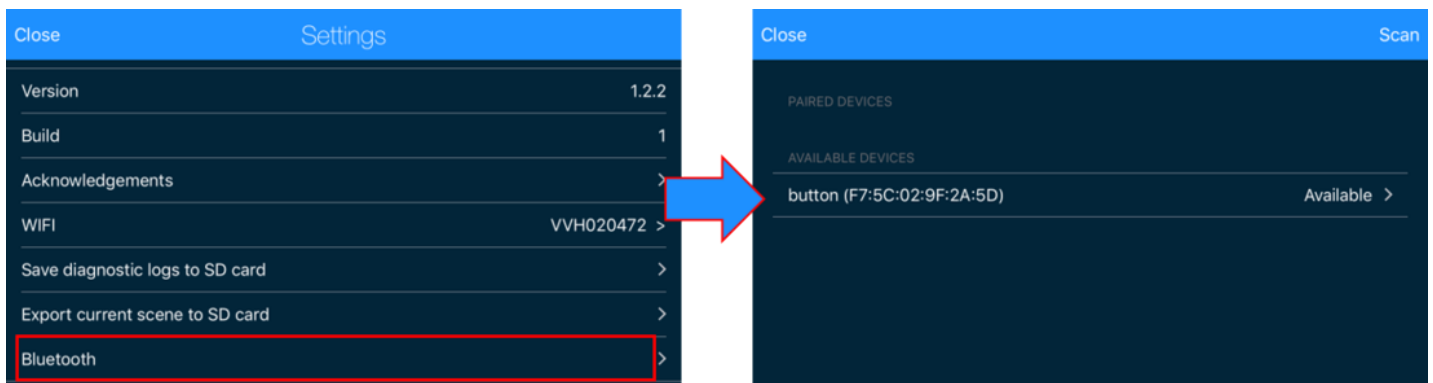 Close Settings
Version 1.2.2
Build 1
Acknowledgements >
WIFI VVH020472 >
Save diagnostic logs to SD card >
Export current scene to SD card >
Bluetooth >
Close Scan
PAIRED DEVICES
AVAILABLE DEVICES
button (F7:5C:02:9F:2A:5D) Available >